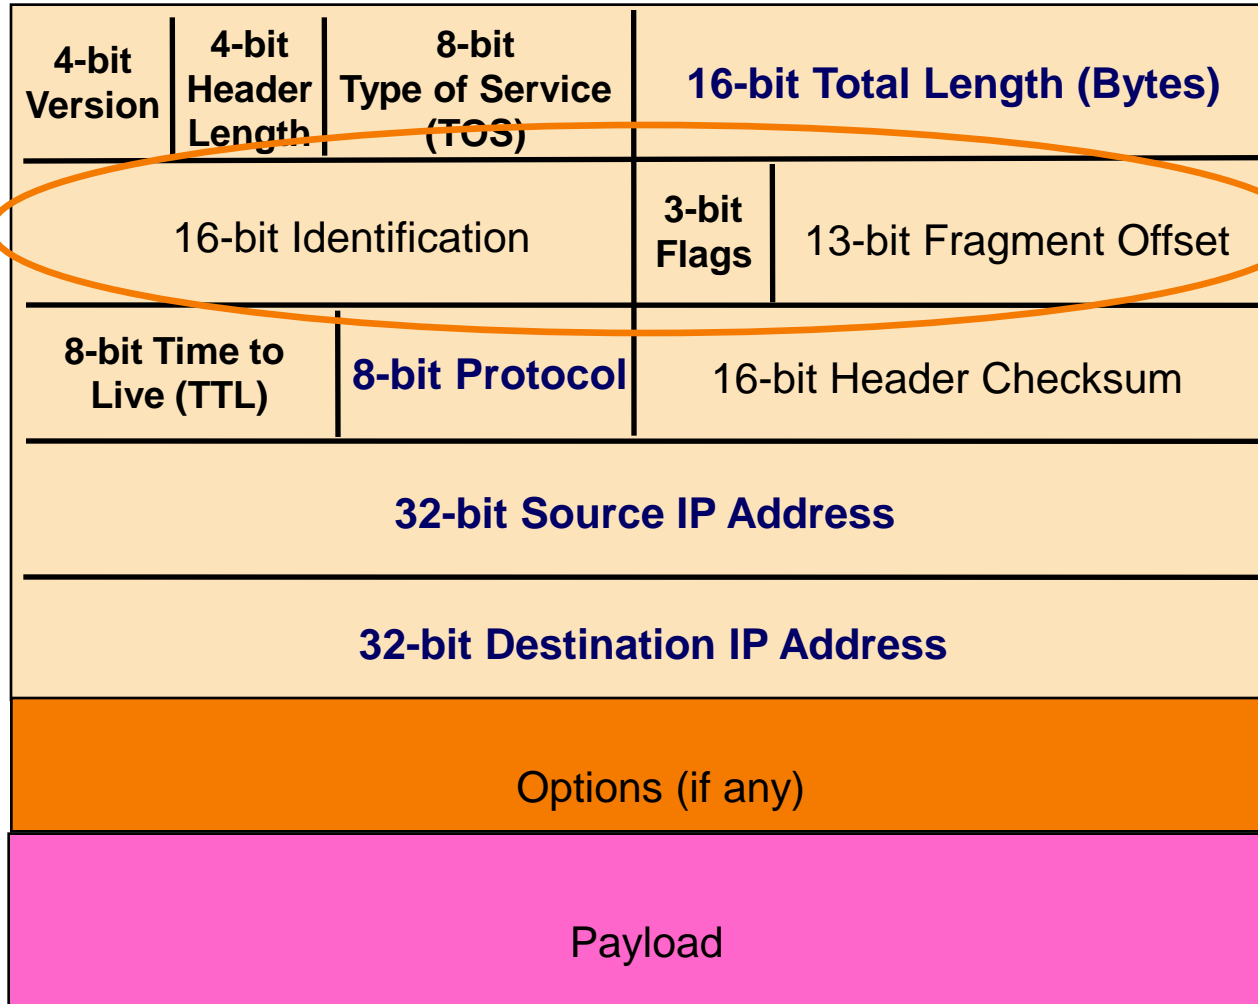 4-bit
Version
4-bit
Header
Length
8-bit
Type of Service
(TOS)
16-bit Total Length (Bytes)
16-bit Identification
3-bit
Flags
13-bit Fragment Offset
8-bit Time to
Live (TTL)
8-bit Protocol
16-bit Header Checksum
32-bit Source IP Address
32-bit Destination IP Address
Options (if any)
Payload